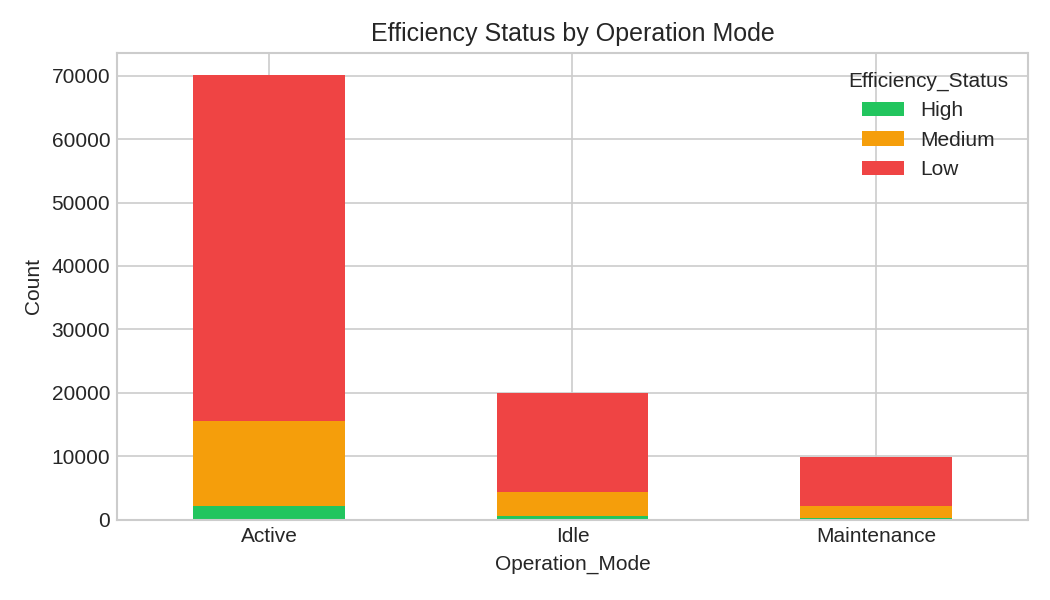 Efficiency Status by Operation Mode
Efficiency_Status
High
Medium
Low
Count
70000
60000
50000
40000
30000
20000
10000
0
Active Idle Maintenance
Operation_Mode